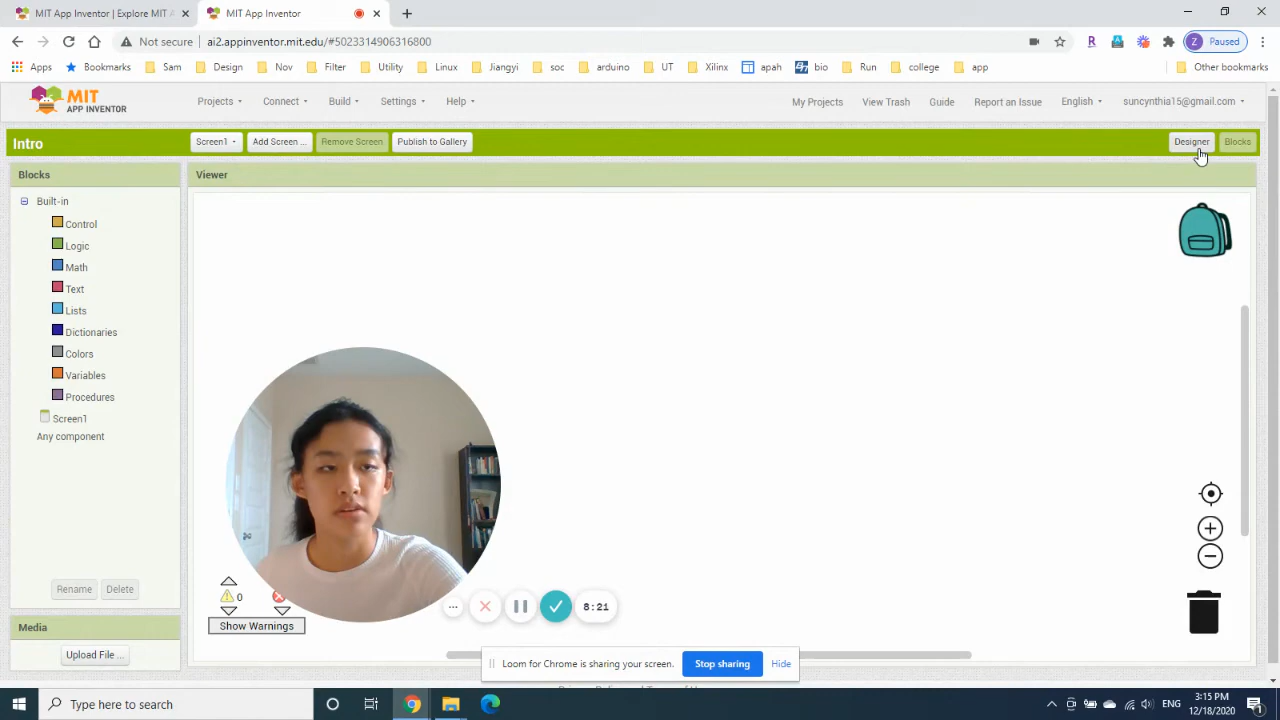 MIT App Inventor | Explore MIT A
MIT App Inventor
Not secure
ai2.appinventor.mit.edu/#5023314906316800
Z Paused
Apps Bookmarks Sam Design Nov Filter Utility Linux Jiangyi soc arduino UT Xilinx apah bio Run college app Other bookmarks
MIT
APP INVENTOR
Projects Connect Build Settings Help My Projects View Trash Guide Report an Issue English suncynthia15@gmail.com
Intro Screen1 Add Screen ... Remove Screen Publish to Gallery Designer Blocks
Blocks
Viewer
Built-in
Control
Logic
Math
Text
Lists
Dictionaries
Colors
Variables
Procedures
Screen1
Any component
Rename Delete
0
Show Warnings
8:21
Media
Upload File ...
Loom for Chrome is sharing your screen. Stop sharing Hide
Type here to search
ENG
3:15 PM
12/18/2020
1